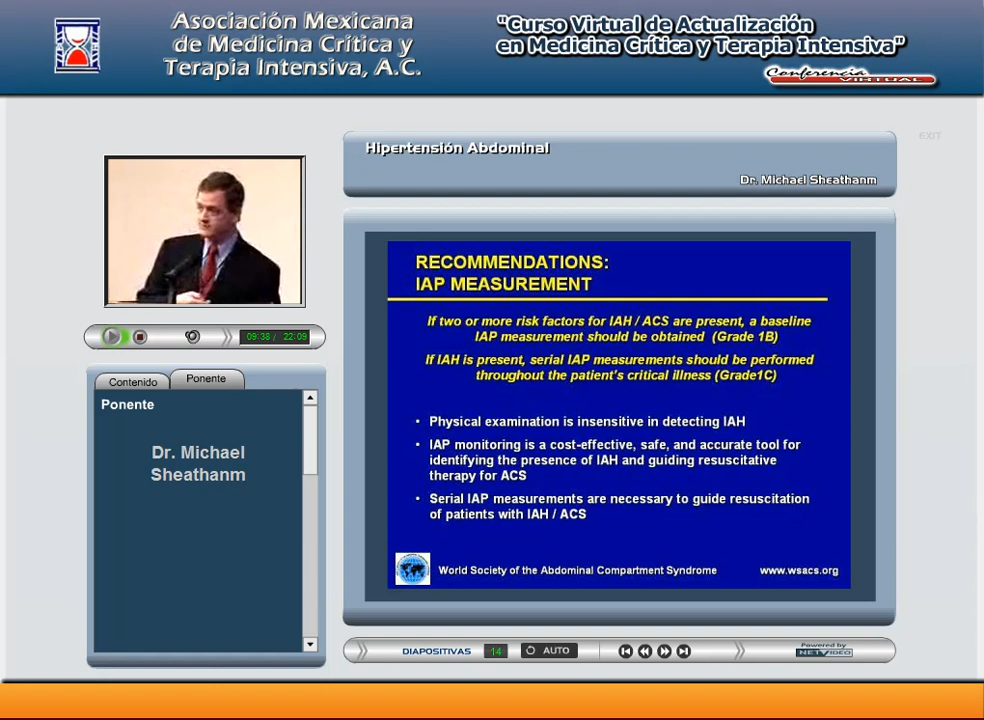 Asociación Mexicana
de Medicina Crítica y
Terapia Intensiva, A.C.
"Curso Virtual de Actualización
en Medicina Crítica y Terapia Intensiva"
Conferencia
VIRTUAL
EXIT
Hipertensión Abdominal
Dr. Michael Sheathanm
09:38 / 22:09
Contenido
Ponente
Ponente
Dr. Michael
Sheathanm
RECOMMENDATIONS:
IAP MEASUREMENT
If two or more risk factors for IAH / ACS are present, a baseline
IAP measurement should be obtained (Grade 1B)
If IAH is present, serial IAP measurements should be performed
throughout the patient's critical illness (Grade1C)
• Physical examination is insensitive in detecting IAH
• IAP monitoring is a cost-effective, safe, and accurate tool for
identifying the presence of IAH and guiding resuscitative
therapy for ACS
• Serial IAP measurements are necessary to guide resuscitation
of patients with IAH / ACS
World Society of the Abdominal Compartment Syndrome
www.wsacs.org
DIAPOSITIVAS
14
AUTO
Powered by
NETVIDEO